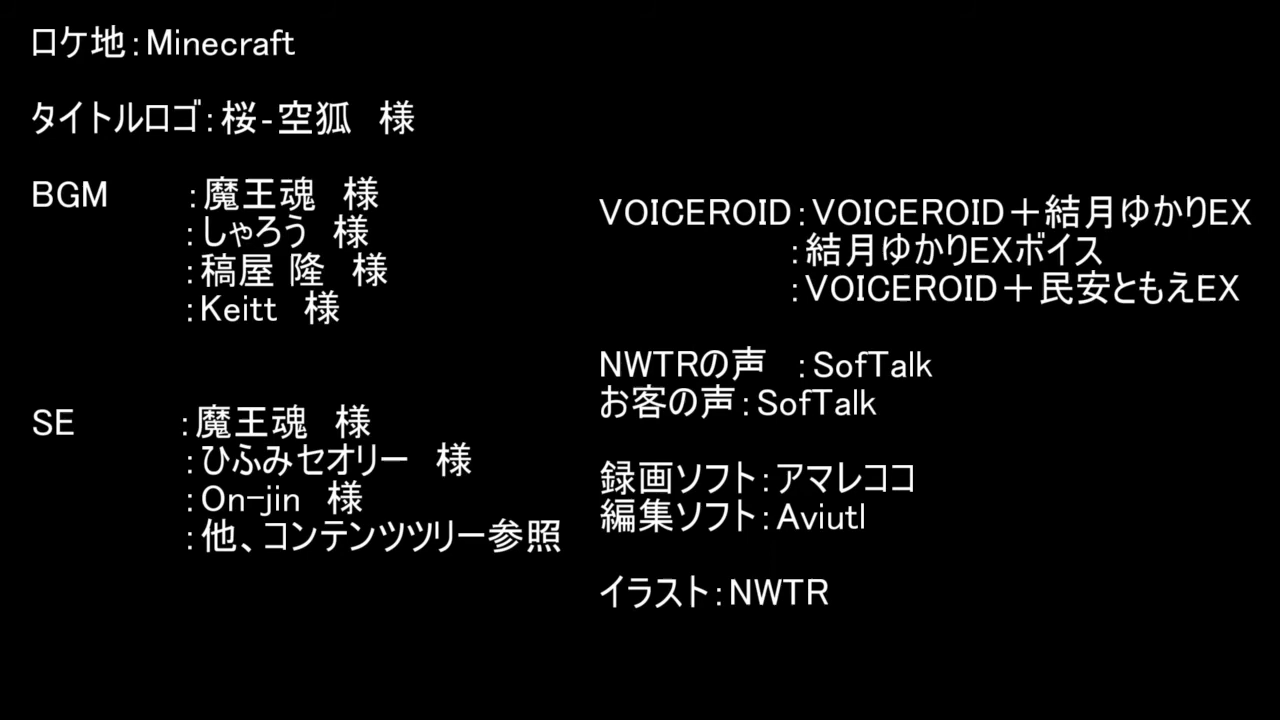 ロケ地：Minecraft
タイトルロゴ：桜-空狐　様
BGM　　：魔王魂　様
：しゃろう　様
：稿屋 隆　様
：Keitt　様
SE　　　：魔王魂　様
：ひふみセオリー　様
：On-jin　様
：他、コンテンツツリー参照
VOICEROID：VOICEROID＋結月ゆかりEX
：結月ゆかりEXボイス
：VOICEROID＋民安ともえEX
NWTRの声　：SofTalk
お客の声：SofTalk
録画ソフト：アマレココ
編集ソフト：Aviutl
イラスト：NWTR